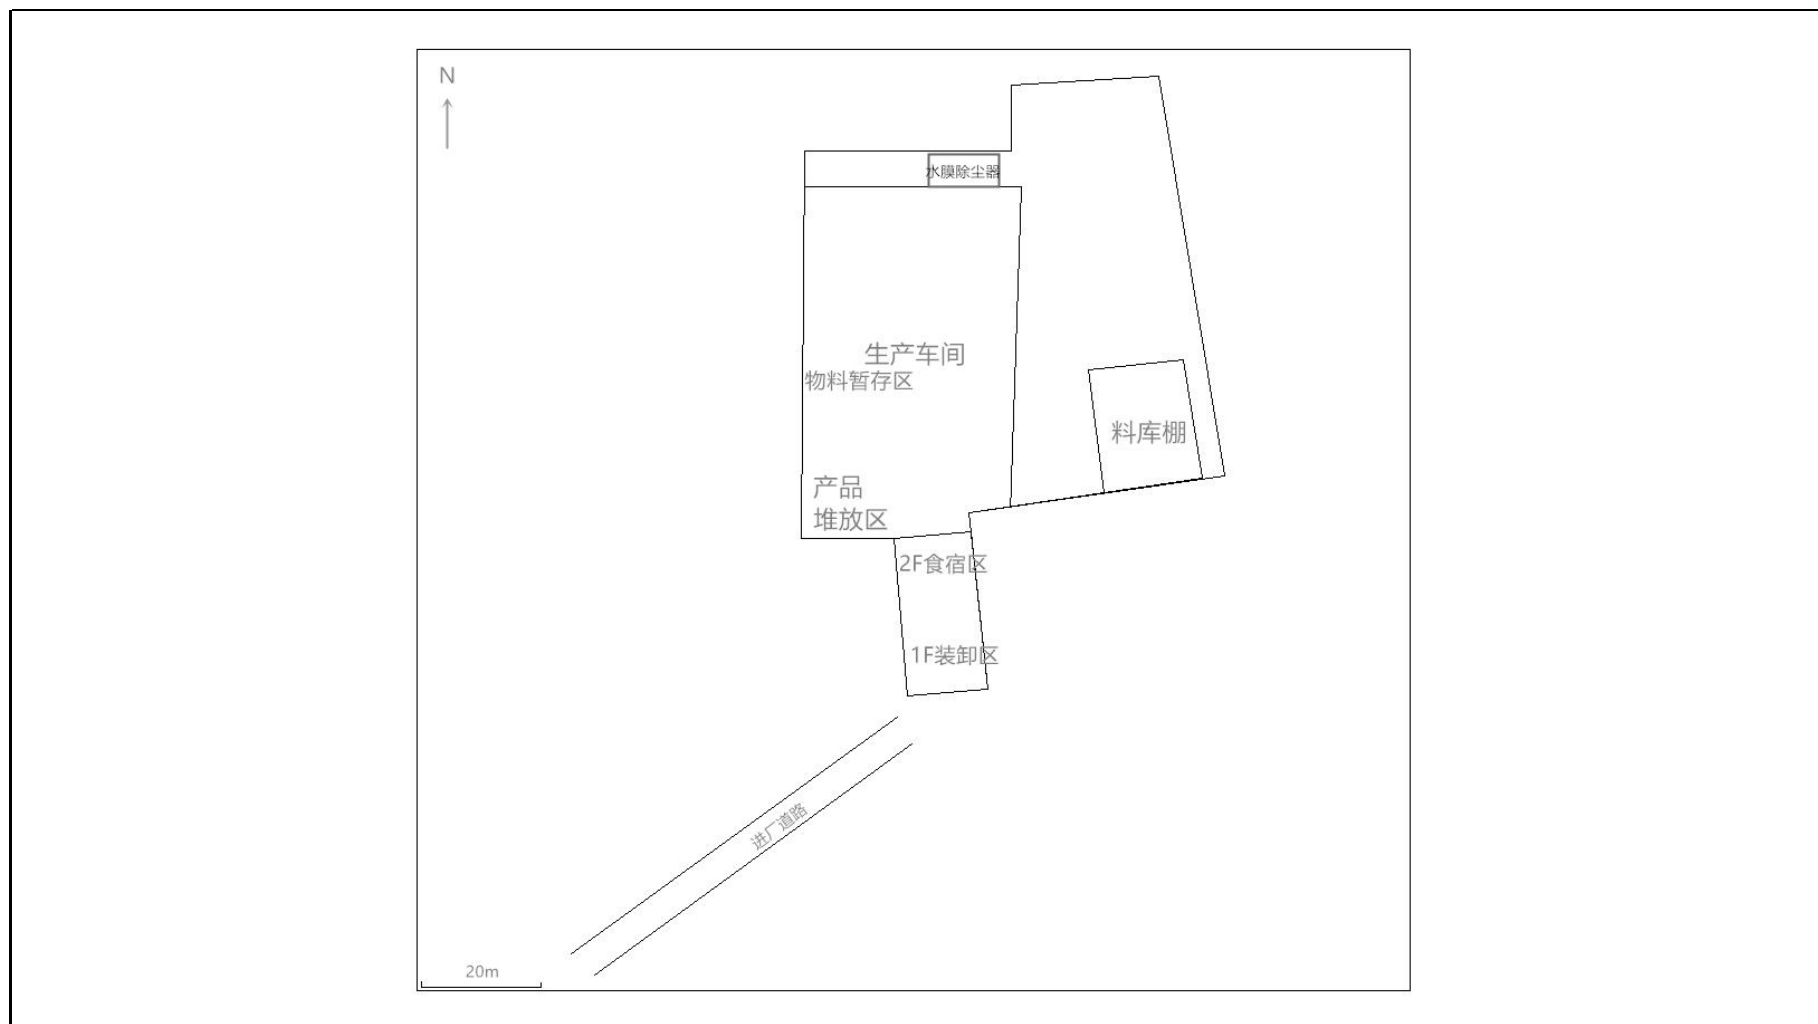 N
水膜除尘器
生产车间
物料暂存区
料库棚
产品
堆放区
2F食宿区
1F装卸区
进厂道路
20m